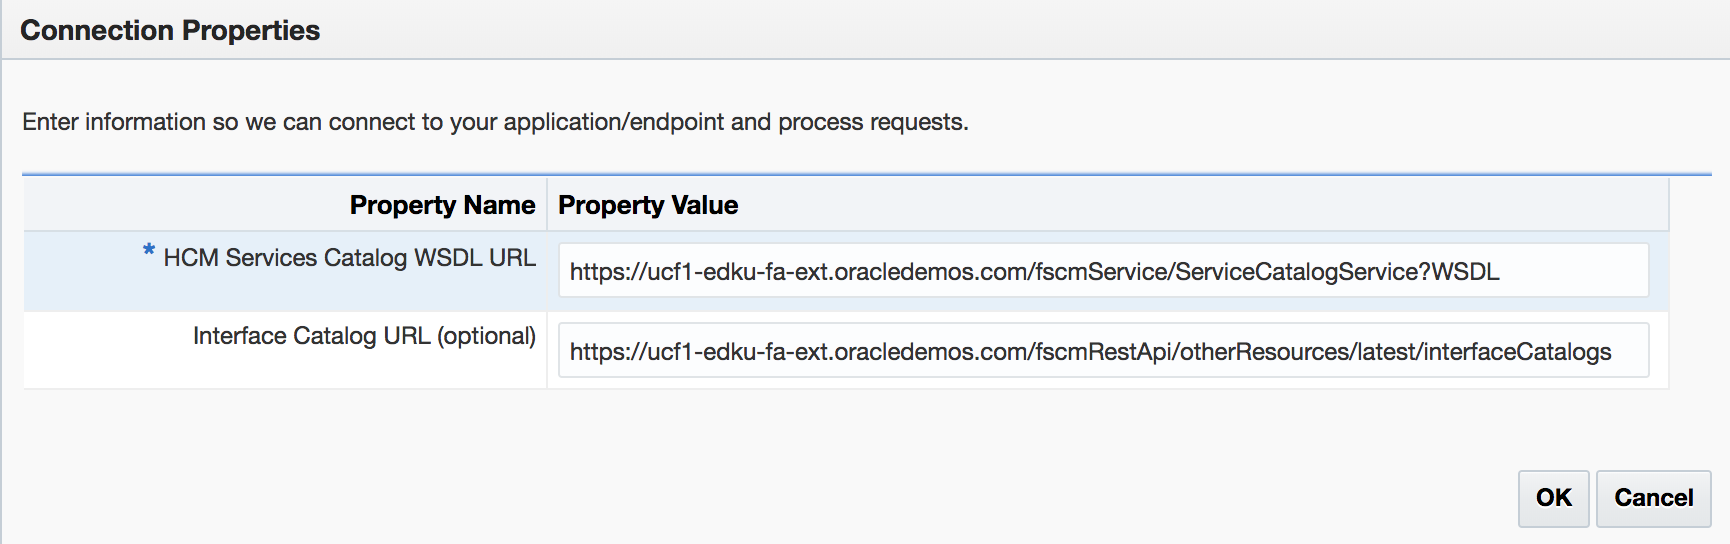 Connection Properties
Enter information so we can connect to your application/endpoint and process requests.
Property Name Property Value
* HCM Services Catalog WSDL URL https://ucf1-edku-fa-ext.oracledemos.com/fscmService/ServiceCatalogService?WSDL
Interface Catalog URL (optional) https://ucf1-edku-fa-ext.oracledemos.com/fscmRestApi/otherResources/latest/interfaceCatalogs
OK Cancel